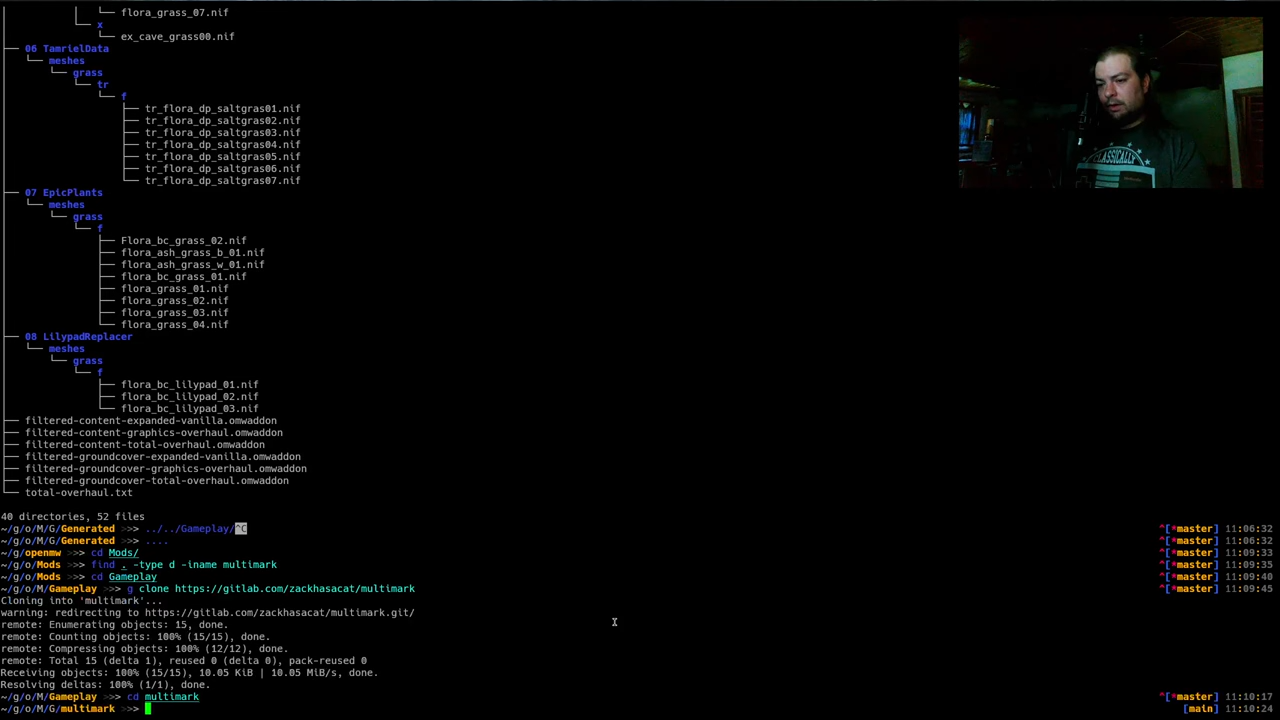 │           │   └── flora_grass_07.nif
│           └── x
│               └── ex_cave_grass00.nif
├── 06 TamrielData
│   └── meshes
│       └── grass
│           └── tr
│               └── f
│                   ├── tr_flora_dp_saltgras01.nif
│                   ├── tr_flora_dp_saltgras02.nif
│                   ├── tr_flora_dp_saltgras03.nif
│                   ├── tr_flora_dp_saltgras04.nif
│                   ├── tr_flora_dp_saltgras05.nif
│                   ├── tr_flora_dp_saltgras06.nif
│                   └── tr_flora_dp_saltgras07.nif
├── 07 EpicPlants
│   └── meshes
│       └── grass
│           └── f
│               ├── Flora_bc_grass_02.nif
│               ├── flora_ash_grass_b_01.nif
│               ├── flora_ash_grass_w_01.nif
│               ├── flora_bc_grass_01.nif
│               ├── flora_grass_01.nif
│               ├── flora_grass_02.nif
│               ├── flora_grass_03.nif
│               └── flora_grass_04.nif
├── 08 LilypadReplacer
│   └── meshes
│       └── grass
│           └── f
│               ├── flora_bc_lilypad_01.nif
│               ├── flora_bc_lilypad_02.nif
│               └── flora_bc_lilypad_03.nif
├── filtered-content-expanded-vanilla.omwaddon
├── filtered-content-graphics-overhaul.omwaddon
├── filtered-content-total-overhaul.omwaddon
├── filtered-groundcover-expanded-vanilla.omwaddon
├── filtered-groundcover-graphics-overhaul.omwaddon
├── filtered-groundcover-total-overhaul.omwaddon
└── total-overhaul.txt
40 directories, 52 files
~/g/o/M/G/Generated >>> ../../Gameplay/^C ^[*master] 11:06:32
~/g/o/M/G/Generated >>> .... ^[*master] 11:06:32
~/g/openmw >>> cd Mods/ ^[*master] 11:09:33
~/g/o/Mods >>> find . -type d -iname multimark ^[*master] 11:09:35
~/g/o/Mods >>> cd Gameplay ^[*master] 11:09:40
~/g/o/M/Gameplay >>> g clone https://gitlab.com/zackhasacat/multimark ^[*master] 11:09:45
Cloning into 'multimark'...
warning: redirecting to https://gitlab.com/zackhasacat/multimark.git/
remote: Enumerating objects: 15, done.
remote: Counting objects: 100% (15/15), done.
remote: Compressing objects: 100% (12/12), done.
remote: Total 15 (delta 1), reused 0 (delta 0), pack-reused 0
Receiving objects: 100% (15/15), 10.05 KiB | 10.05 MiB/s, done.
Resolving deltas: 100% (1/1), done.
~/g/o/M/Gameplay >>> cd multimark ^[*master] 11:10:17
~/g/o/M/G/multimark >>> [main] 11:10:24
CLASSICALLY